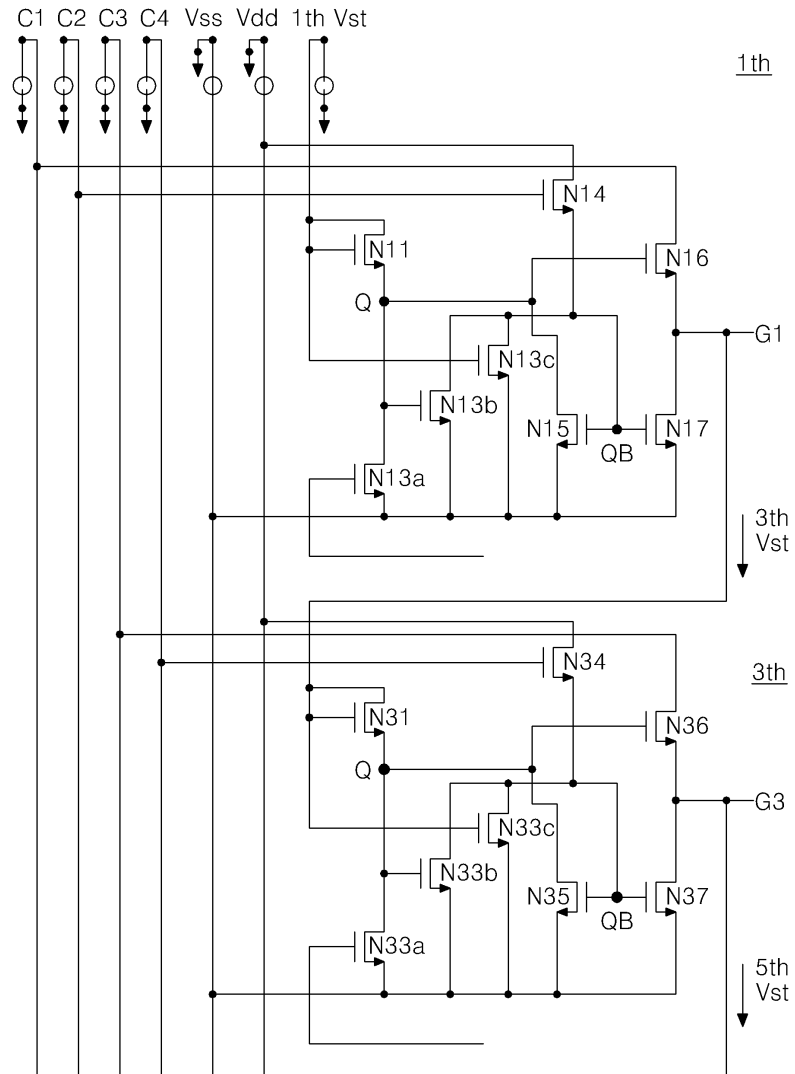 C1 C2 C3 C4 Vss Vdd 1th Vst
1th
N14
N11
N16
Q
G1
N13c
N13b
N15
N17
QB
N13a
3th
Vst
N34
3th
N31
N36
Q
G3
N33c
N33b
N35
N37
QB
N33a
5th
Vst